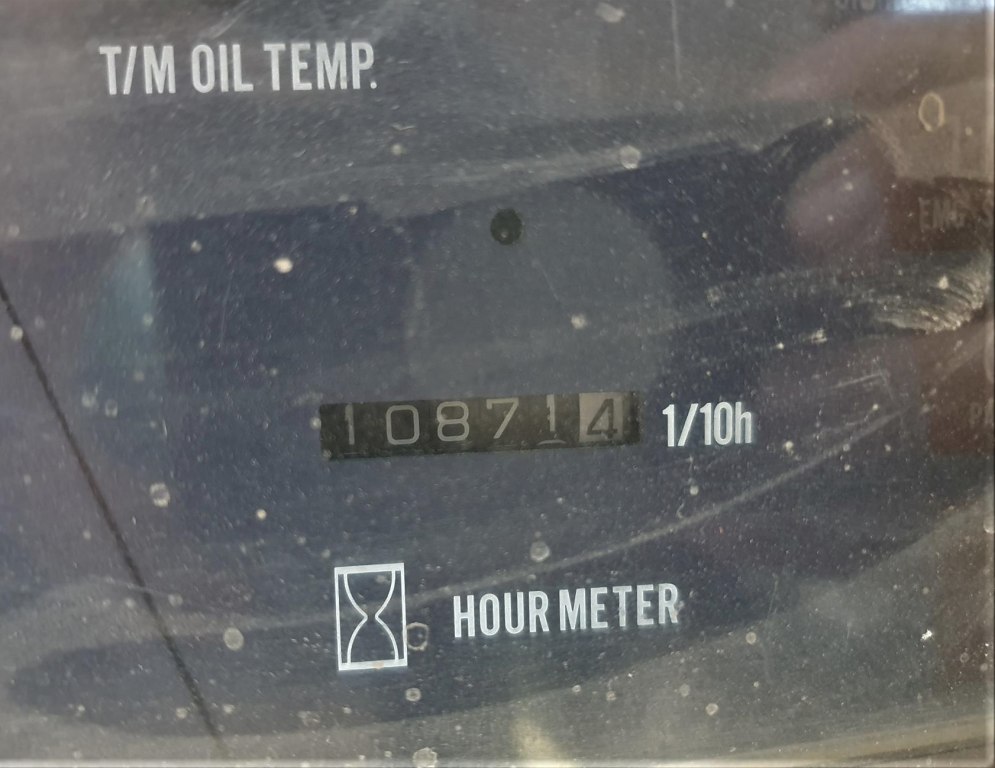 T/M OIL TEMP.
108714 1/10h
HOUR METER